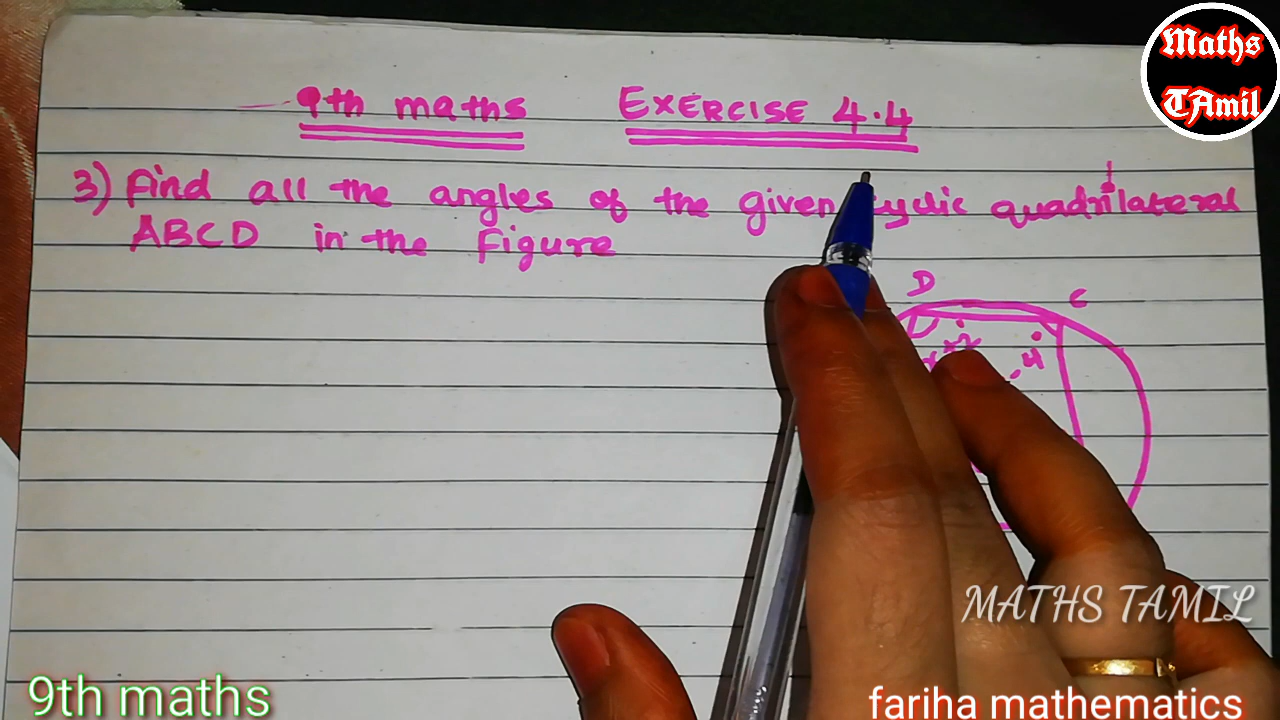 Maths
TAmil
9th maths EXERCISE 4.4
3) Find all the angles of the given cyclic quadrilateral
ABCD in the Figure
D
C
MATHS TAMIL
9th maths
fariha mathematics